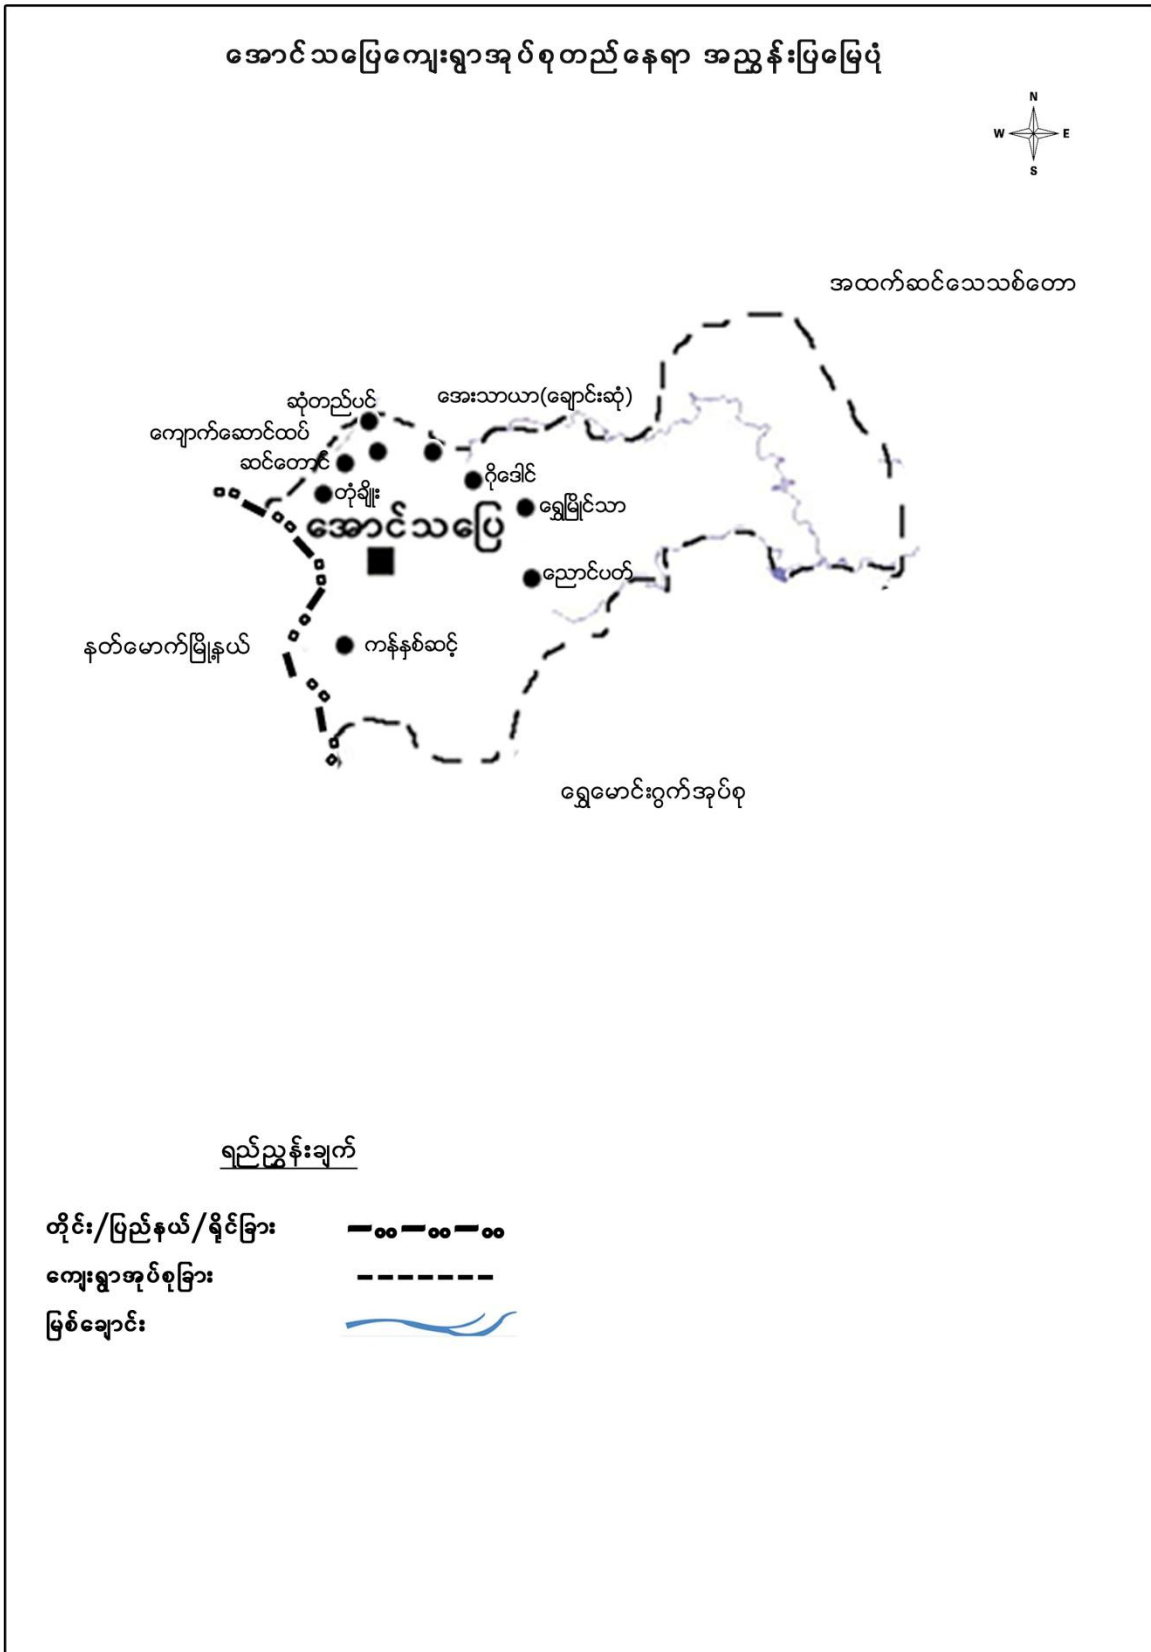 အောင်သပြေကျေးရွာအုပ်စုတည်နေရာ အညွှန်းပြမြေပုံ
N
W E
S
အထက်ဆင်သေသစ်တော
ဆုံတည်ပင်
အေးသာယာ(ချောင်းဆုံ)
ကျောက်ဆောင်ထပ်
ဆင်တောင်
ဂိုဒေါင်
တုံချိုး
ရွှေမြိုင်သာ
အောင်သပြေ
ညောင်ပတ်
နတ်မောက်မြို့နယ်
ကန်နှစ်ဆင့်
ရွှေမောင်းဂွက်အုပ်စု
ရည်ညွှန်းချက်
တိုင်း/ပြည်နယ်/ရိုင်ခြား
ကျေးရွာအုပ်စုခြား
မြစ်ချောင်း